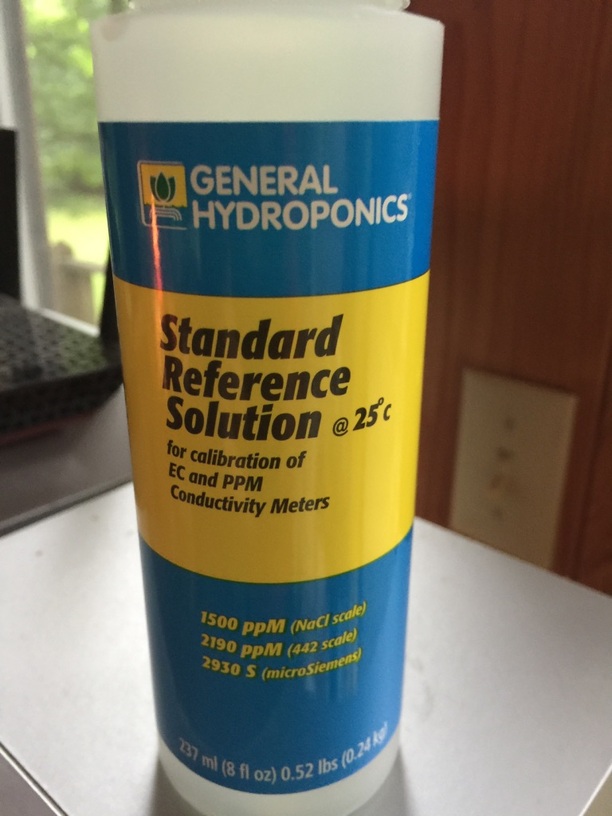 GENERAL
HYDROPONICS
Standard
Reference
Solution @ 25°C
for calibration of
EC and PPM
Conductivity Meters
1500 ppM (NaCl scale)
2190 ppM (442 scale)
2930 S (microSiemens)
237 ml (8 fl oz) 0.52 lbs (0.24 kg)